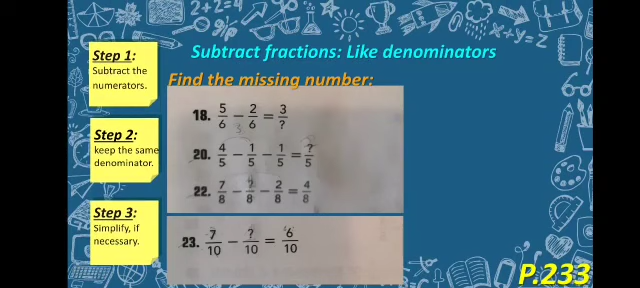 Subtract fractions: Like denominators
Step 1:
Subtract the
numerators.
Step 2:
keep the same
denominator.
Step 3:
Simplify, if
necessary.
Find the missing number:
18. 5/6 − 2/6 = 3/?
20. 4/5 − 1/5 − 1/5 = ?/5
22. 7/8 − ?/8 − 2/8 = 4/8
23. 7/10 − ?/10 = 6/10
P.233